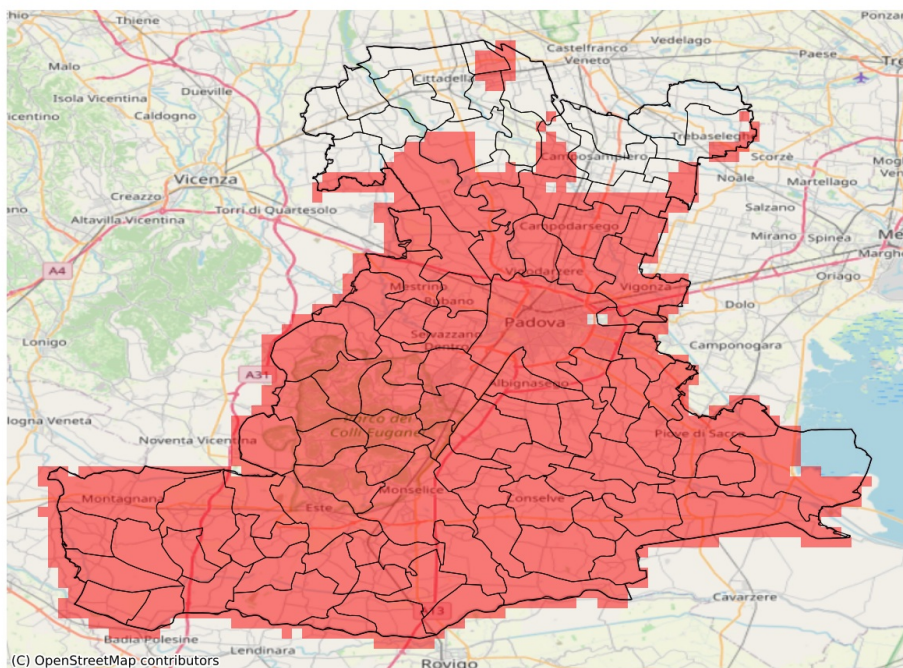 Thiene
Malo
Dueville
Isola Vicentina
Caldogno
Castelfranco
Veneto
Vedelago
Paese
Cittadella
Trebaseleghe
Scorzè
Camposampiero
Vicenza
Creazzo
Altavilla Vicentina
Torri di Quartesolo
Noale
Martellago
Salzano
Mirano
Spinea
Campodarsego
A4
Oriago
Mestrino
Rubano
Vigodarzere
Vigonza
Dolo
Padova
Selvazzano
Dentro
Camponogara
Lonigo
A31
Albignasego
Parco dei
Colli Euganei
Noventa Vicentina
Piove di Sacco
Montagnana
Monselice
Este
Conselve
Cavarzere
A13
Badia Polesine
Lendinara
Rovigo
(C) OpenStreetMap contributors